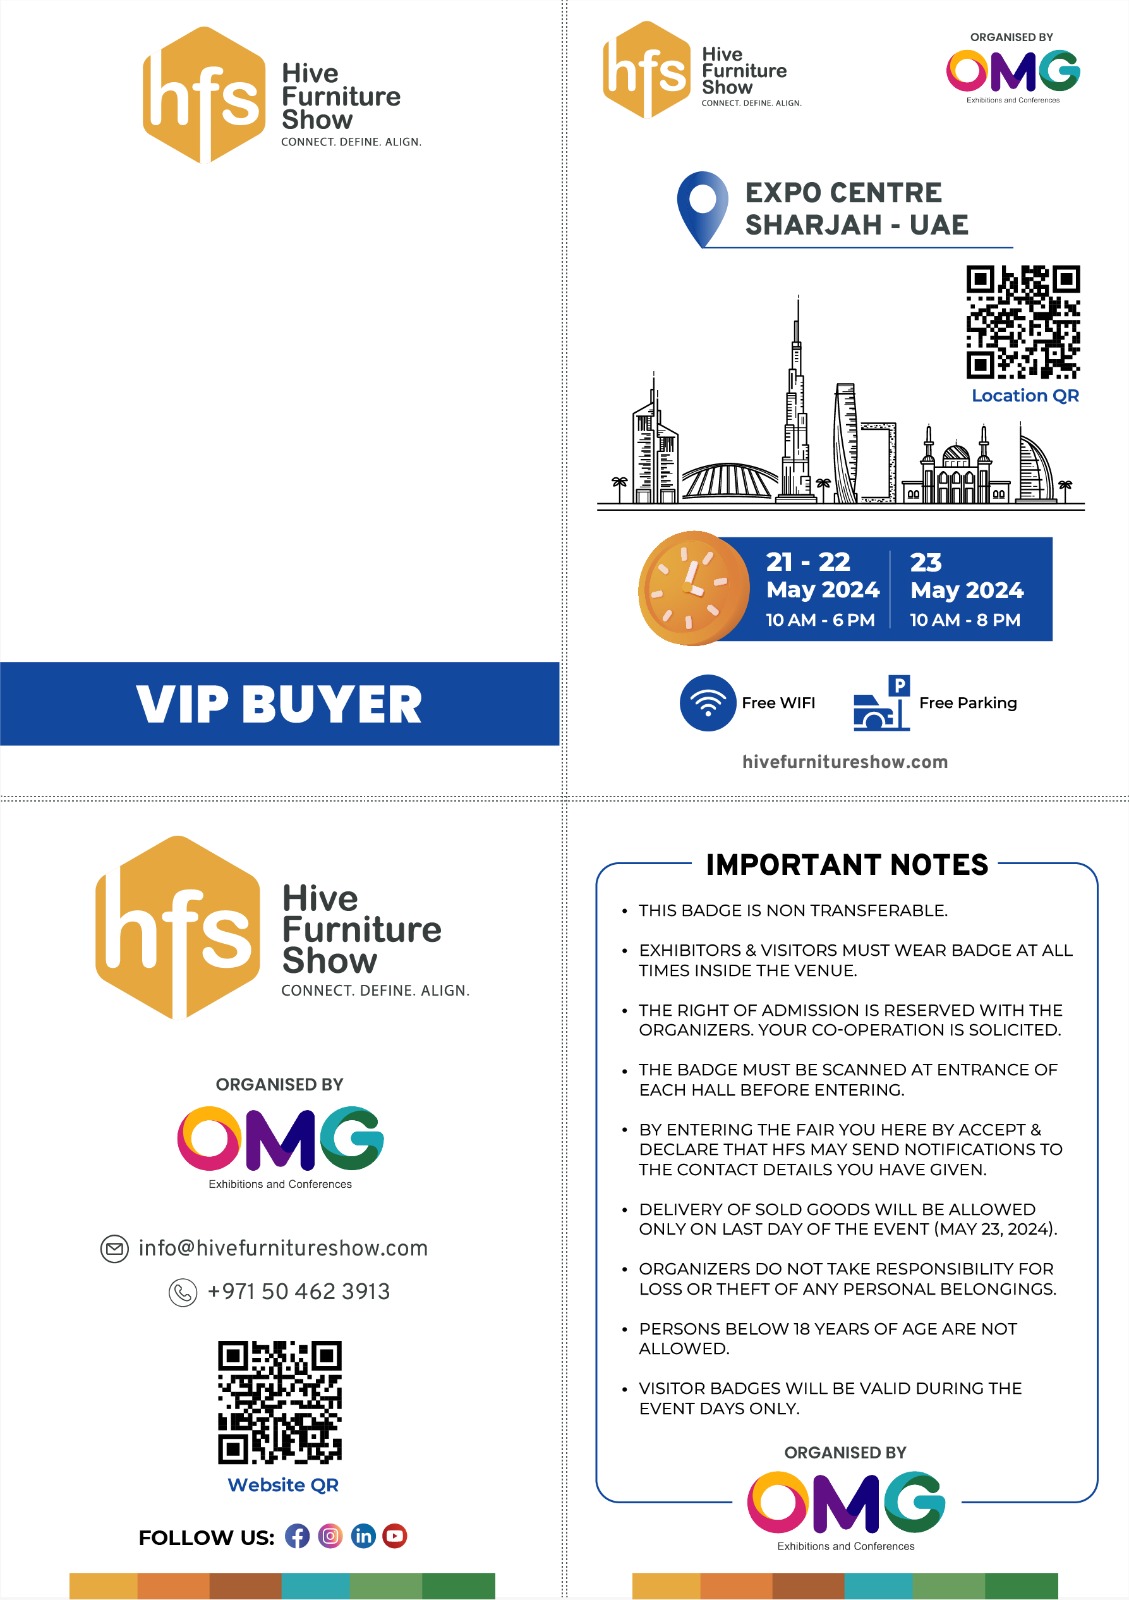 hfs
Hive
Furniture
Show
CONNECT. DEFINE. ALIGN.
VIP BUYER
hfs
Hive
Furniture
Show
CONNECT. DEFINE. ALIGN.
ORGANISED BY
OMG
Exhibitions and Conferences
EXPO CENTRE
SHARJAH - UAE
Location QR
21 - 22
May 2024
10 AM - 6 PM
23
May 2024
10 AM - 8 PM
Free WIFI
P
Free Parking
hivefurnitureshow.com
hfs
Hive
Furniture
Show
CONNECT. DEFINE. ALIGN.
ORGANISED BY
OMG
Exhibitions and Conferences
info@hivefurnitureshow.com
+971 50 462 3913
Website QR
FOLLOW US:
IMPORTANT NOTES
• THIS BADGE IS NON TRANSFERABLE.
• EXHIBITORS & VISITORS MUST WEAR BADGE AT ALL
TIMES INSIDE THE VENUE.
• THE RIGHT OF ADMISSION IS RESERVED WITH THE
ORGANIZERS. YOUR CO-OPERATION IS SOLICITED.
• THE BADGE MUST BE SCANNED AT ENTRANCE OF
EACH HALL BEFORE ENTERING.
• BY ENTERING THE FAIR YOU HERE BY ACCEPT &
DECLARE THAT HFS MAY SEND NOTIFICATIONS TO
THE CONTACT DETAILS YOU HAVE GIVEN.
• DELIVERY OF SOLD GOODS WILL BE ALLOWED
ONLY ON LAST DAY OF THE EVENT (MAY 23, 2024).
• ORGANIZERS DO NOT TAKE RESPONSIBILITY FOR
LOSS OR THEFT OF ANY PERSONAL BELONGINGS.
• PERSONS BELOW 18 YEARS OF AGE ARE NOT
ALLOWED.
• VISITOR BADGES WILL BE VALID DURING THE
EVENT DAYS ONLY.
ORGANISED BY
OMG
Exhibitions and Conferences